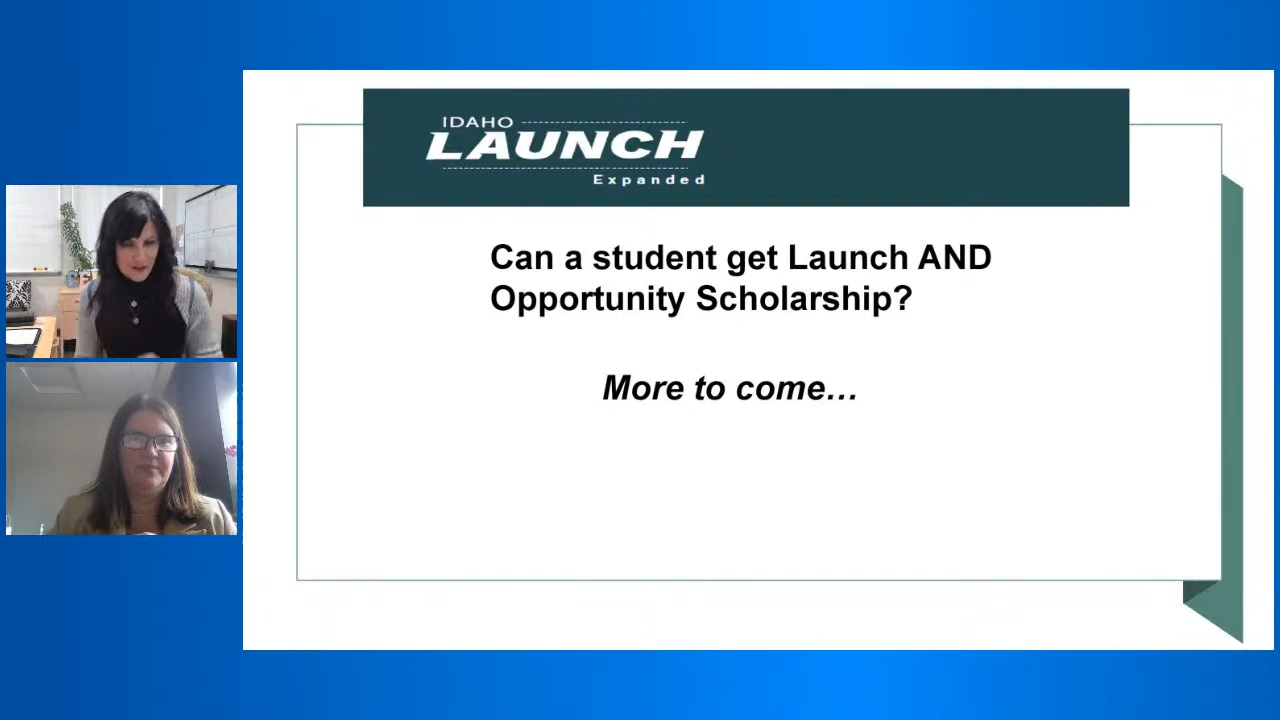 IDAHO
LAUNCH
Expanded
Can a student get Launch AND
Opportunity Scholarship?
More to come…